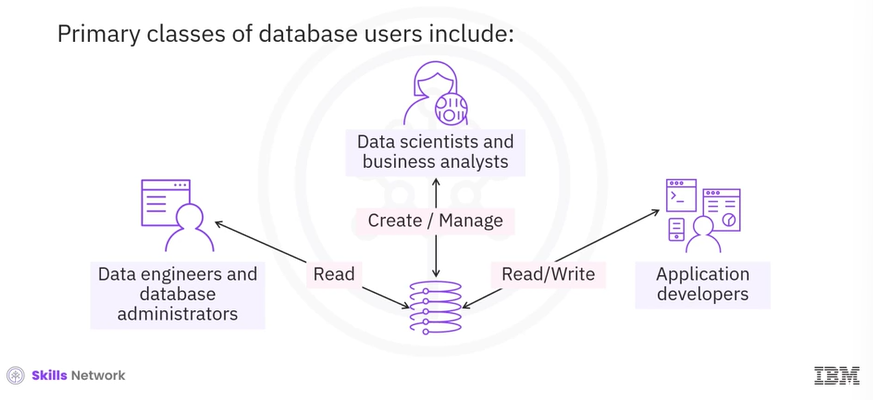 Primary classes of database users include:
Data scientists and
business analysts
Create / Manage
Data engineers and
database
administrators
Read
Read/Write
Application
developers
Skills Network
IBM